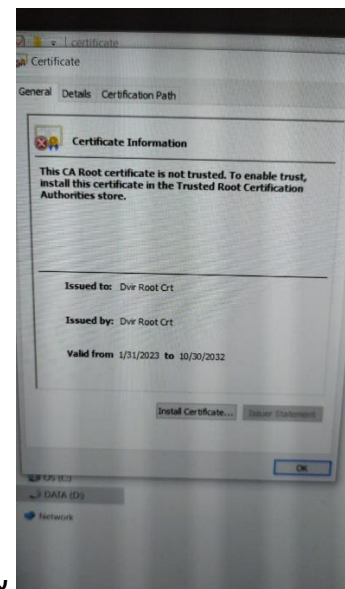 certificate
Certificate
General Details Certification Path
Certificate Information
This CA Root certificate is not trusted. To enable trust,
install this certificate in the Trusted Root Certification
Authorities store.
Issued to: Dvir Root Crt
Issued by: Dvir Root Crt
Valid from 1/31/2023 to 10/30/2032
Install Certificate... Issuer Statement
OK
OS (C:)
DATA (D:)
Network